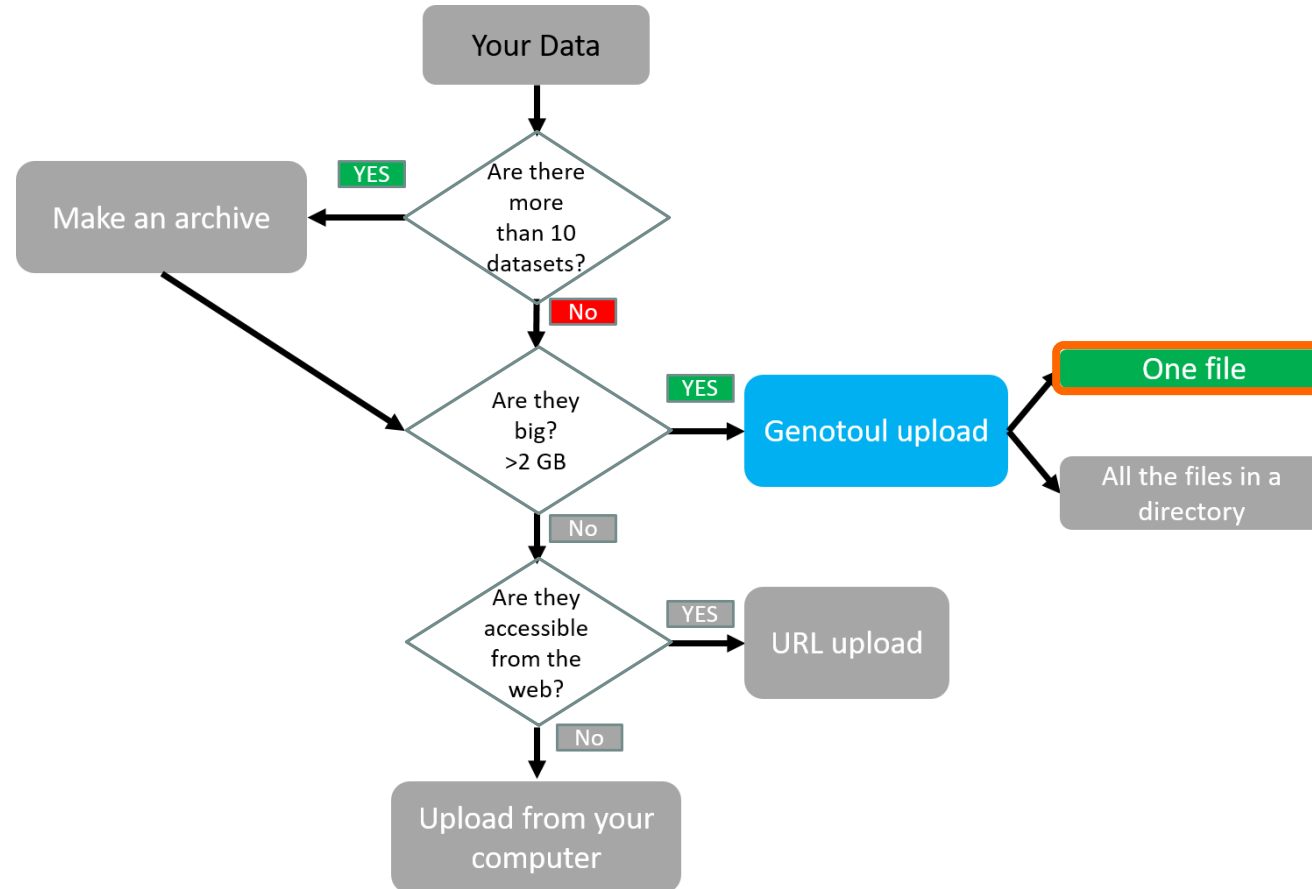 Your Data
YES
Are there
more
than 10
datasets?
Make an archive
No
Are they
big?
>2 GB
YES
Genotoul upload
One file
All the files in a
directory
No
Are they
accessible
from the
web?
YES
URL upload
No
Upload from your
computer